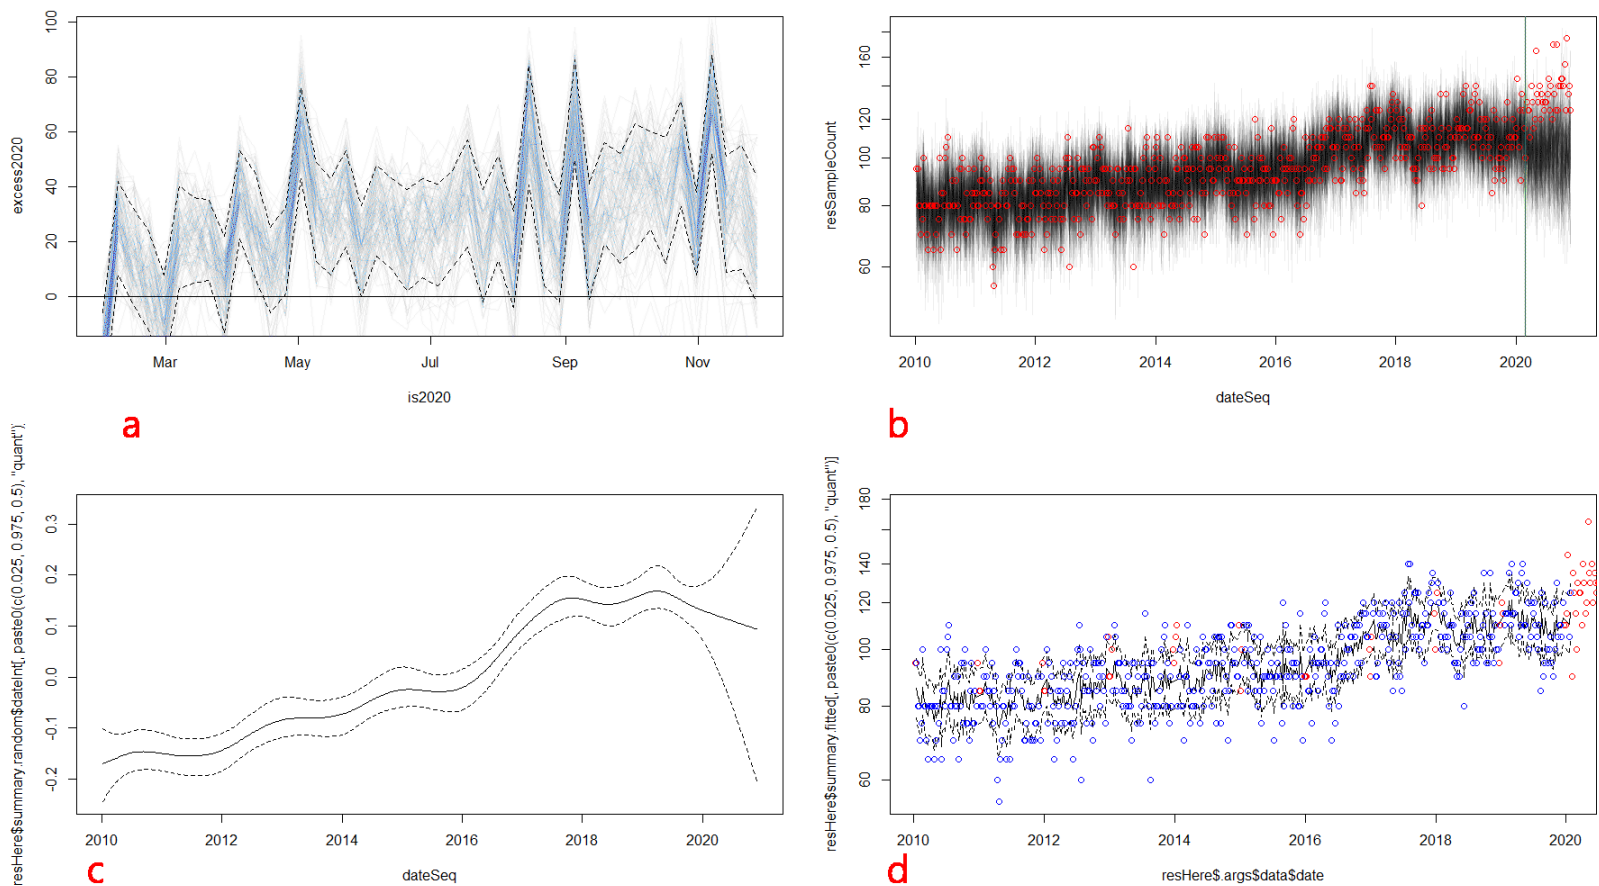 excess2020
100
80
60
40
20
0
Mar
May
Jul
Sep
Nov
is2020
a
resSampleCount
160
120
100
80
60
2010
2012
2014
2016
2018
2020
dateSeq
b
resHere$summary.random$dateInt[, paste0(c(0.025, 0.975, 0.5), "quant")]
0.3
0.2
0.1
0.0
-0.1
-0.2
2010
2012
2014
2016
2018
2020
dateSeq
c
resHere$summary.fitted[, paste0(c(0.025, 0.975, 0.5), "quant")]
180
140
120
100
80
60
2010
2012
2014
2016
2018
2020
resHere$.args$data$date
d